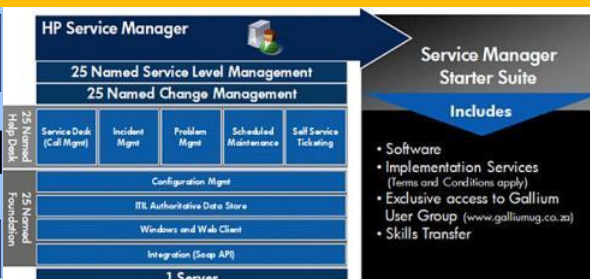 HP Service Manager
25 Named Service Level Management
25 Named Change Management
25 Named
Help Desk
Service Desk
(Call Mgmt)
Incident
Mgmt
Problem
Mgmt
Scheduled
Maintenance
Self Service
Ticketing
25 Named
Foundation
Configuration Mgmt
ITIL Authoritative Data Store
Windows and Web Client
Integration (Soap API)
1 Server
Service Manager
Starter Suite
Includes
• Software
• Implementation Services
(Terms and Conditions apply)
• Exclusive access to Gallium
User Group (www.galliumug.co.za)
• Skills Transfer